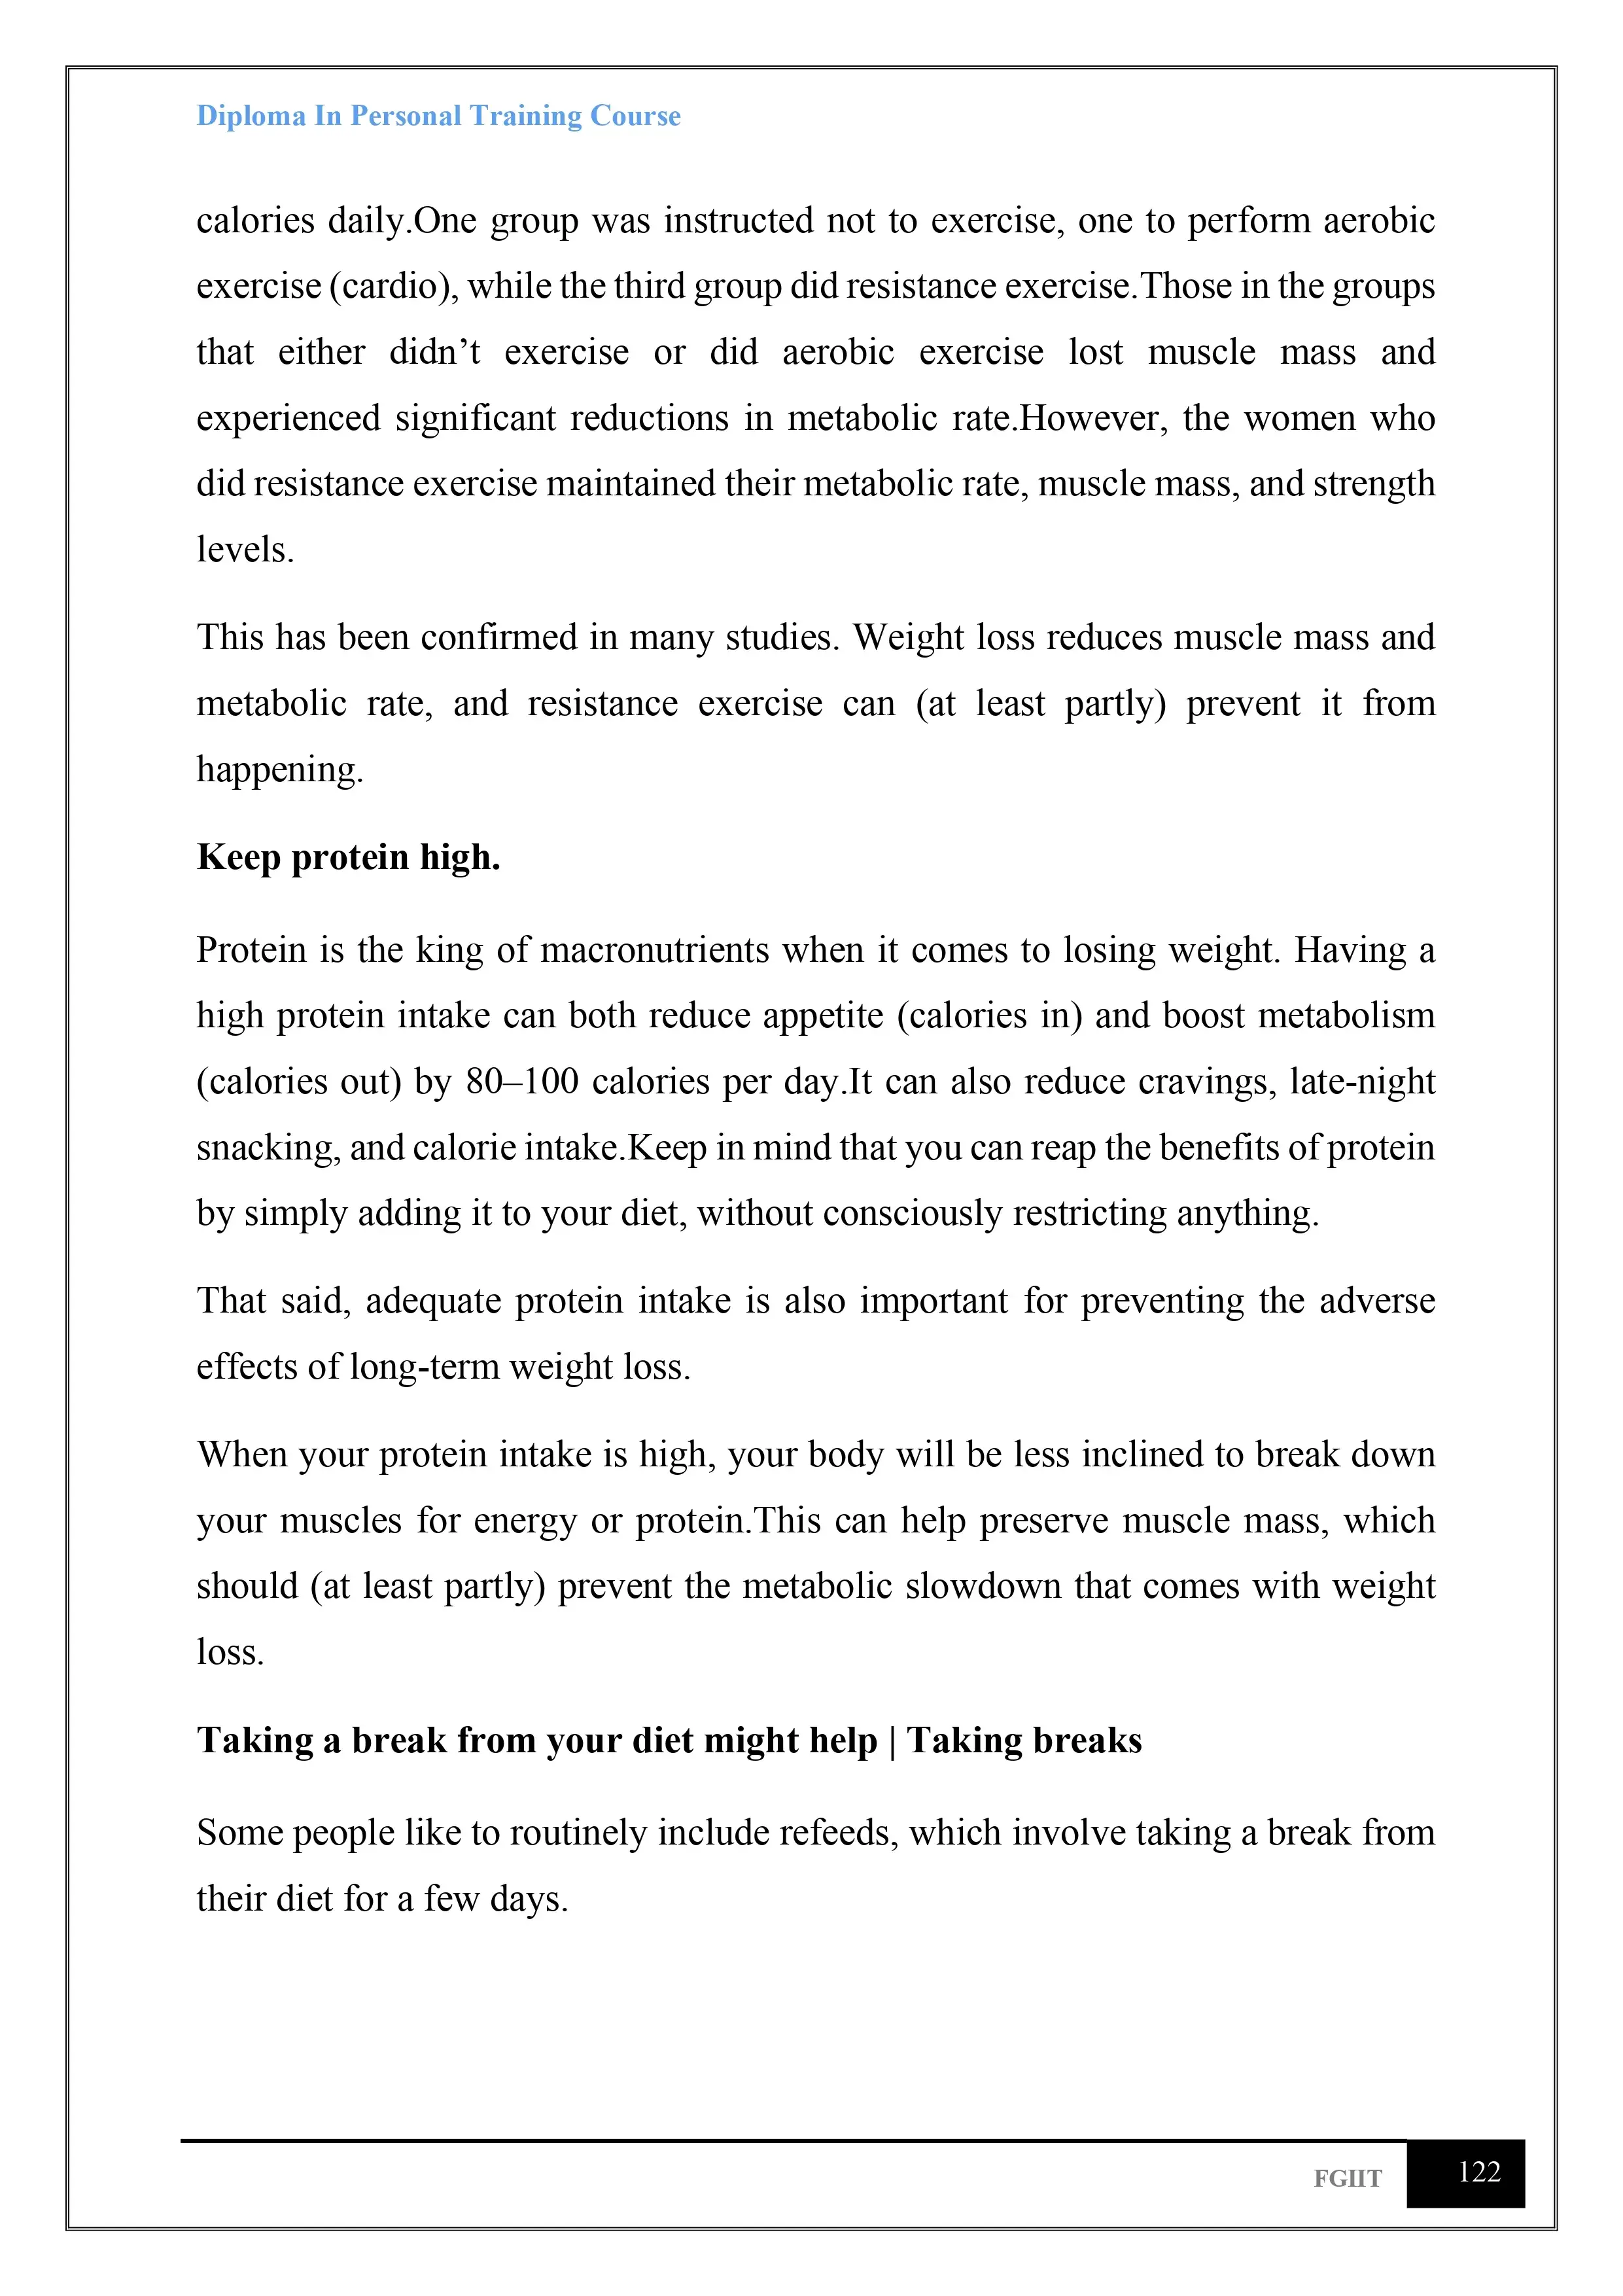 Diploma In Personal Training Course
calories daily.One group was instructed not to exercise, one to perform aerobic
exercise (cardio), while the third group did resistance exercise.Those in the groups
that either didn’t exercise or did aerobic exercise lost muscle mass and
experienced significant reductions in metabolic rate.However, the women who
did resistance exercise maintained their metabolic rate, muscle mass, and strength
levels.
This has been confirmed in many studies. Weight loss reduces muscle mass and
metabolic rate, and resistance exercise can (at least partly) prevent it from
happening.
Keep protein high.
Protein is the king of macronutrients when it comes to losing weight. Having a
high protein intake can both reduce appetite (calories in) and boost metabolism
(calories out) by 80–100 calories per day.It can also reduce cravings, late-night
snacking, and calorie intake.Keep in mind that you can reap the benefits of protein
by simply adding it to your diet, without consciously restricting anything.
That said, adequate protein intake is also important for preventing the adverse
effects of long-term weight loss.
When your protein intake is high, your body will be less inclined to break down
your muscles for energy or protein.This can help preserve muscle mass, which
should (at least partly) prevent the metabolic slowdown that comes with weight
loss.
Taking a break from your diet might help | Taking breaks
Some people like to routinely include refeeds, which involve taking a break from
their diet for a few days.
FGIIT
122